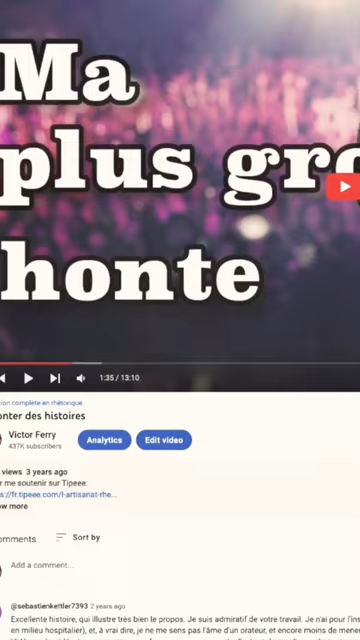 Ma
plus gro
honte
1:35 / 13:10
tion complète en rhétorique
onter des histoires
Victor Ferry
437K subscribers
Analytics
Edit video
views 3 years ago
r me soutenir sur Tipeee:
s://fr.tipeee.com/l-artisanat-rhe...
ow more
omments
Sort by
Add a comment...
@sebastienkettler7393 2 years ago
Excellente histoire, qui illustre très bien le propos. Je suis admiratif de votre travail. Je n'ai pour l'in
en milieu hospitalier), et, à vrai dire, je ne me sens pas l'âme d'un orateur, et encore moins de mene